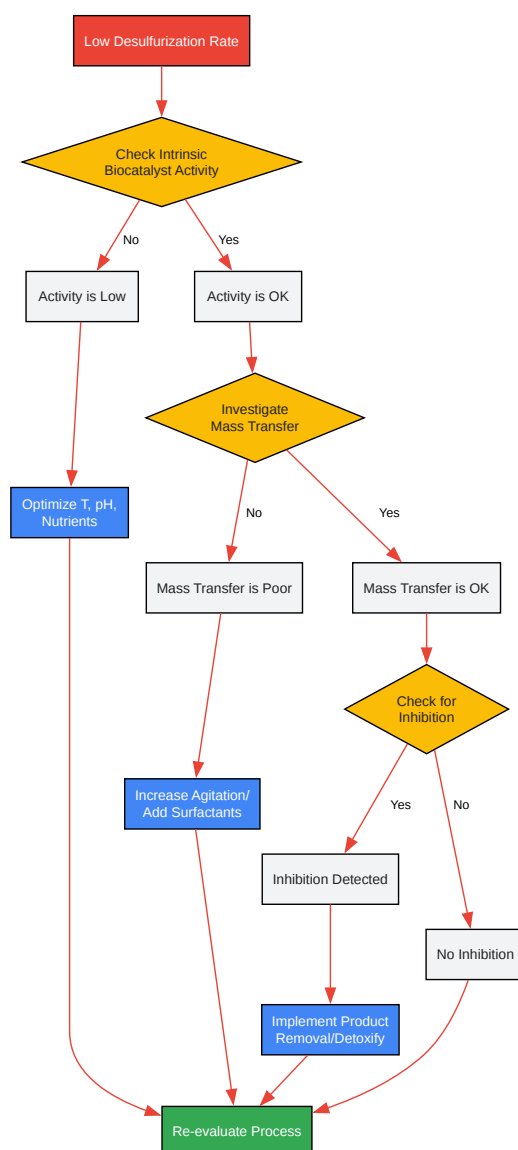 Low Desulfurization Rate
Check Intrinsic
Biocatalyst Activity
No
Yes
Activity is Low
Activity is OK
Investigate
Mass Transfer
Optimize T, pH,
Nutrients
No
Yes
Mass Transfer is Poor
Mass Transfer is OK
Check for
Inhibition
Increase Agitation/
Add Surfactants
Yes
No
Inhibition Detected
No Inhibition
Implement Product
Removal/Detoxify
Re-evaluate Process